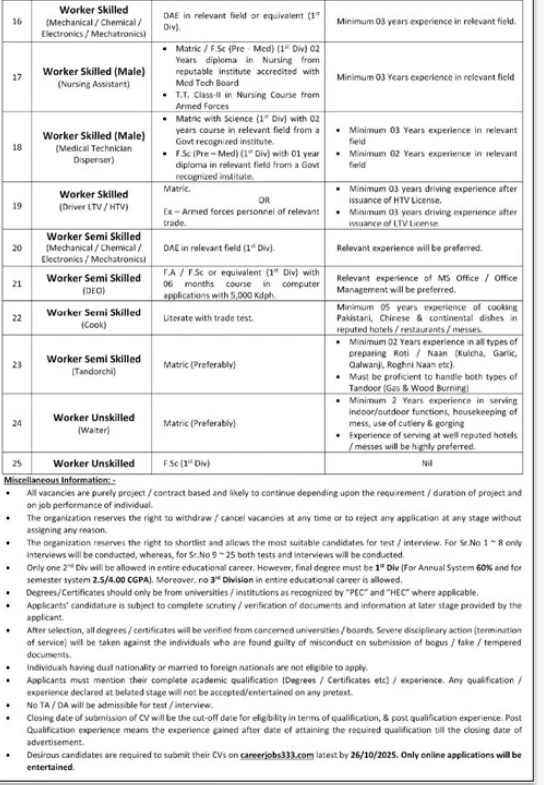 16
Worker Skilled
(Mechanical / Chemical /
Electronics / Mechatronics)
DAE in relevant field or equivalent (1st
Div).
Minimum 03 years experience in relevant field.
17
Worker Skilled (Male)
(Nursing Assistant)
• Matric / F.Sc (Pre - Med) (1st Div) 02
Years diploma in Nursing from
reputable institute accredited with
Med Tech Board
• T.T. Class-II in Nursing Course from
Armed Forces
Minimum 03 Years experience in relevant field
18
Worker Skilled (Male)
(Medical Technician
Dispenser)
• Matric with Science (1st Div) with 02
years course in relevant field from a
Govt recognized institute.
• F.Sc (Pre – Med) (1st Div) with 01 year
diploma in relevant field from a Govt
recognized institute.
• Minimum 03 Years experience in relevant
field
• Minimum 02 Years experience in relevant
field
19
Worker Skilled
(Driver LTV / HTV)
Matric.
OR
Ex – Armed forces personnel of relevant
trade.
• Minimum 03 years driving experience after
issuance of HTV License.
• Minimum 03 years driving experience after
issuance of LTV License.
20
Worker Semi Skilled
(Mechanical / Chemical /
Electronics / Mechatronics)
DAE in relevant field (1st Div).
Relevant experience will be preferred.
21
Worker Semi Skilled
(DEO)
F.A / F.Sc or equivalent (1st Div) with
06 months course in computer
applications with 5,000 Kdph.
Relevant experience of MS Office / Office
Management will be preferred.
22
Worker Semi Skilled
(Cook)
Literate with trade test.
Minimum 05 years experience of cooking
Pakistani, Chinese & continental dishes in
reputed hotels / restaurants / messes.
23
Worker Semi Skilled
(Tandorchi)
Matric (Preferably)
• Minimum 02 Years experience in all types of
preparing Roti / Naan (Kulcha, Garlic,
Qalwanji, Roghni Naan etc).
• Must be proficient to handle both types of
Tandoor (Gas & Wood Burning)
24
Worker Unskilled
(Waiter)
Matric (Preferably)
• Minimum 2 Years experience in serving
indoor/outdoor functions, housekeeping of
mess, use of cutlery & gorging
• Experience of serving at well reputed hotels
/ messes will be highly preferred.
25
Worker Unskilled
F.Sc (1st Div)
Nil
Miscellaneous Information: -
• All vacancies are purely project / contract based and likely to continue depending upon the requirement / duration of project and
on job performance of individual.
• The organization reserves the right to withdraw / cancel vacancies at any time or to reject any application at any stage without
assigning any reason.
• The organization reserves the right to shortlist and allows the most suitable candidates for test / interview. For Sr.No 1 ~ 8 only
interviews will be conducted, whereas, for Sr.No 9 ~ 25 both tests and interviews will be conducted.
• Only one 2nd Div will be allowed in entire educational career. However, final degree must be 1st Div (For Annual System 60% and for
semester system 2.5/4.00 CGPA). Moreover, no 3rd Division in entire educational career is allowed.
• Degrees/Certificates should only be from universities / institutions as recognized by "PEC" and "HEC" where applicable.
• Applicants' candidature is subject to complete scrutiny / verification of documents and information at later stage provided by the
applicant.
• After selection, all degrees / certificates will be verified from concerned universities / boards. Severe disciplinary action (termination
of service) will be taken against the individuals who are found guilty of misconduct on submission of bogus / fake / tempered
documents.
• Individuals having dual nationality or married to foreign nationals are not eligible to apply.
• Applicants must mention their complete academic qualification (Degrees / Certificates etc) / experience. Any qualification /
experience declared at belated stage will not be accepted/entertained on any pretext.
• No TA / DA will be admissible for test / interview.
• Closing date of submission of CV will be the cut-off date for eligibility in terms of qualification, & post qualification experience. Post
Qualification experience means the experience gained after date of attaining the required qualification till the closing date of
advertisement.
• Desirous candidates are required to submit their CVs on careerjobs333.com latest by 26/10/2025. Only online applications will be
entertained.